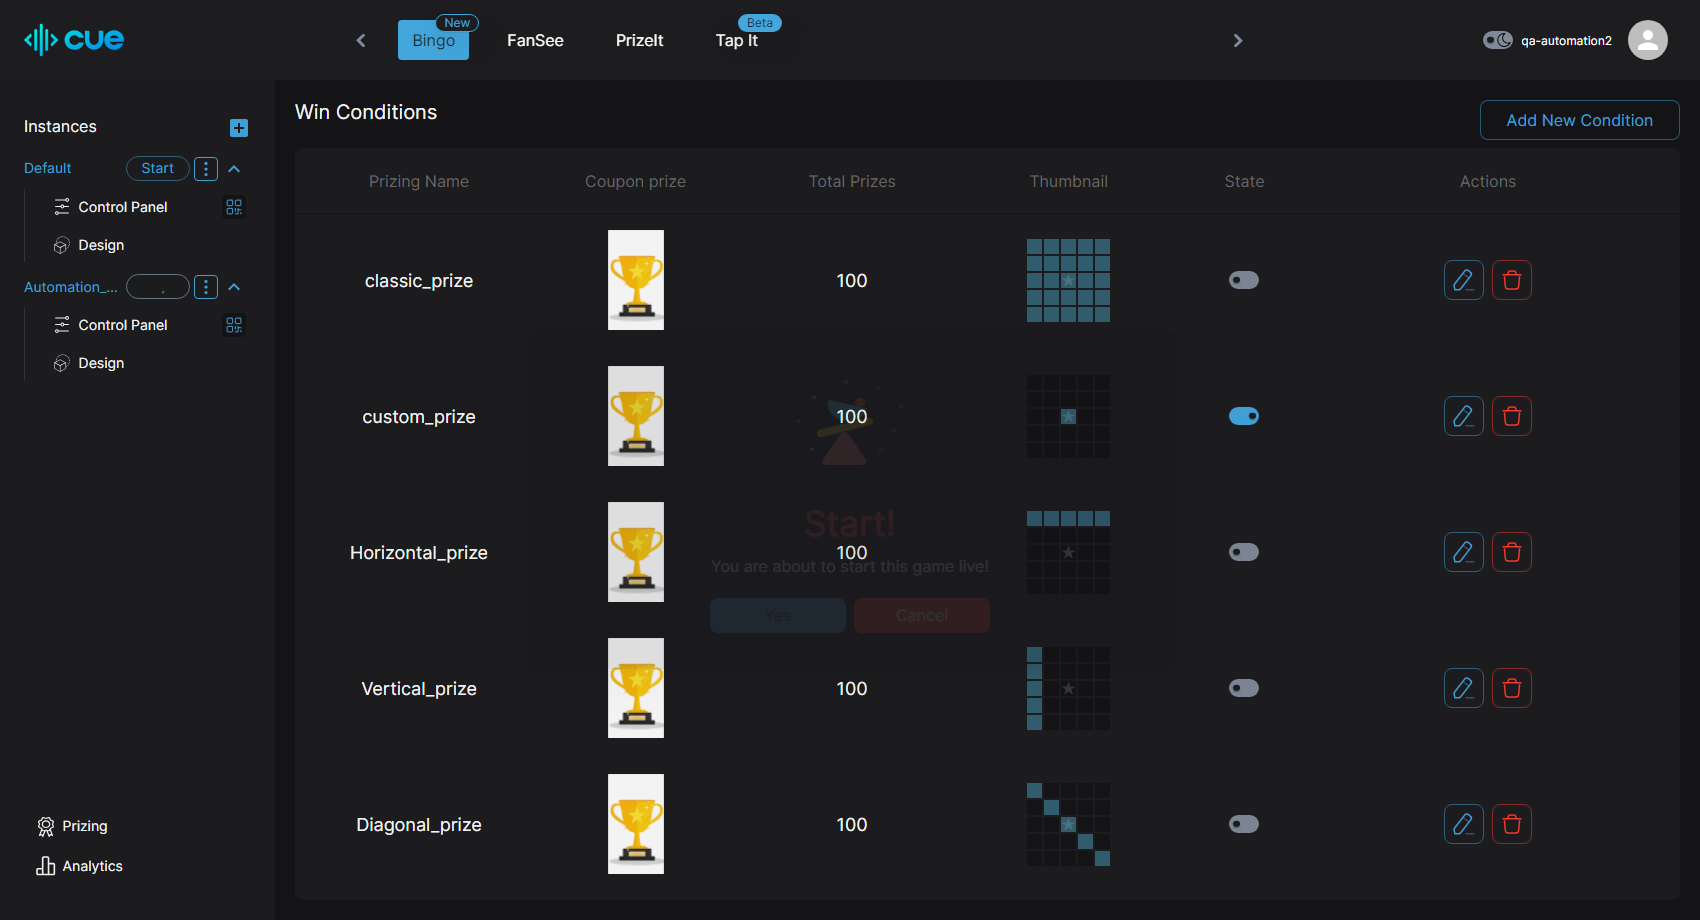 cue
Bingo
New
FanSee
PrizeIt
Tap It
Beta
qa-automation2
Instances
Default
Start
Control Panel
Design
Automation_...
Control Panel
Design
Prizing
Analytics
Win Conditions
Add New Condition
Prizing Name Coupon prize Total Prizes Thumbnail State Actions
classic_prize 100
custom_prize 100
Start!
Horizontal_prize 100
You are about to start this game live!
Yes Cancel
Vertical_prize 100
Diagonal_prize 100